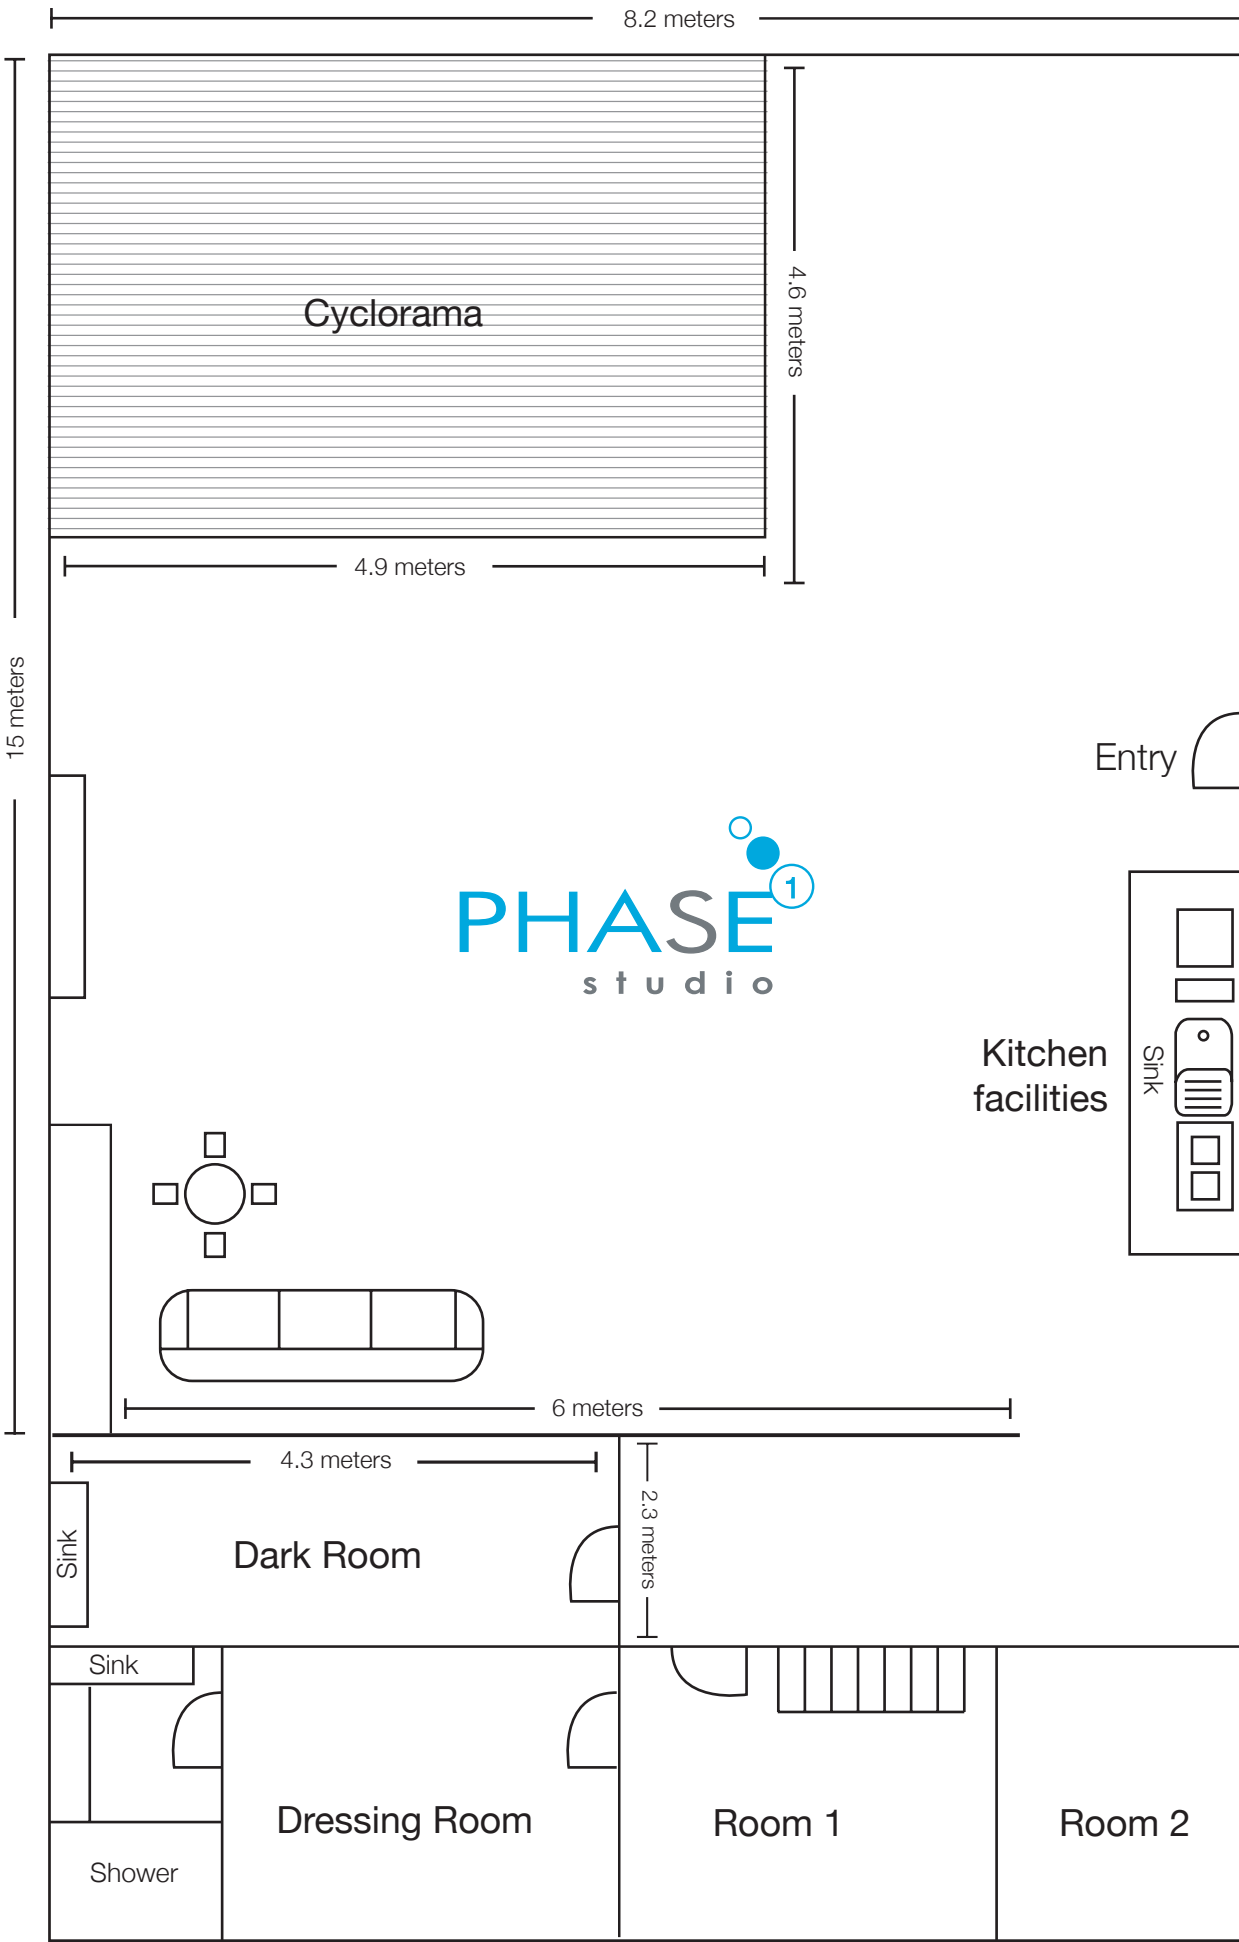 8.2 meters
Cyclorama
4.6 meters
4.9 meters
15 meters
Entry
PHASE 1
studio
Kitchen
facilities
Sink
6 meters
4.3 meters
2.3 meters
Sink
Dark Room
Sink
Dressing Room
Room 1
Room 2
Shower